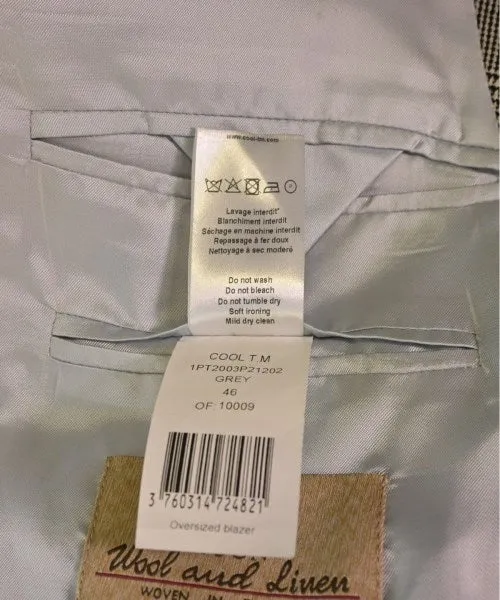 www.cool-tm.com
Lavage interdit"
Blanchiment interdit
Séchage en machine interdit
Repassage à fer doux
Nettoyage à sec modéré
Do not wash
Do not bleach
Do not tumble dry
Soft ironing
Mild dry clean
COOL T.M
1PT2003P21202
GREY
46
OF: 10009
3 760314 724821
Oversized blazer
Wool and Linen
WOVEN IN